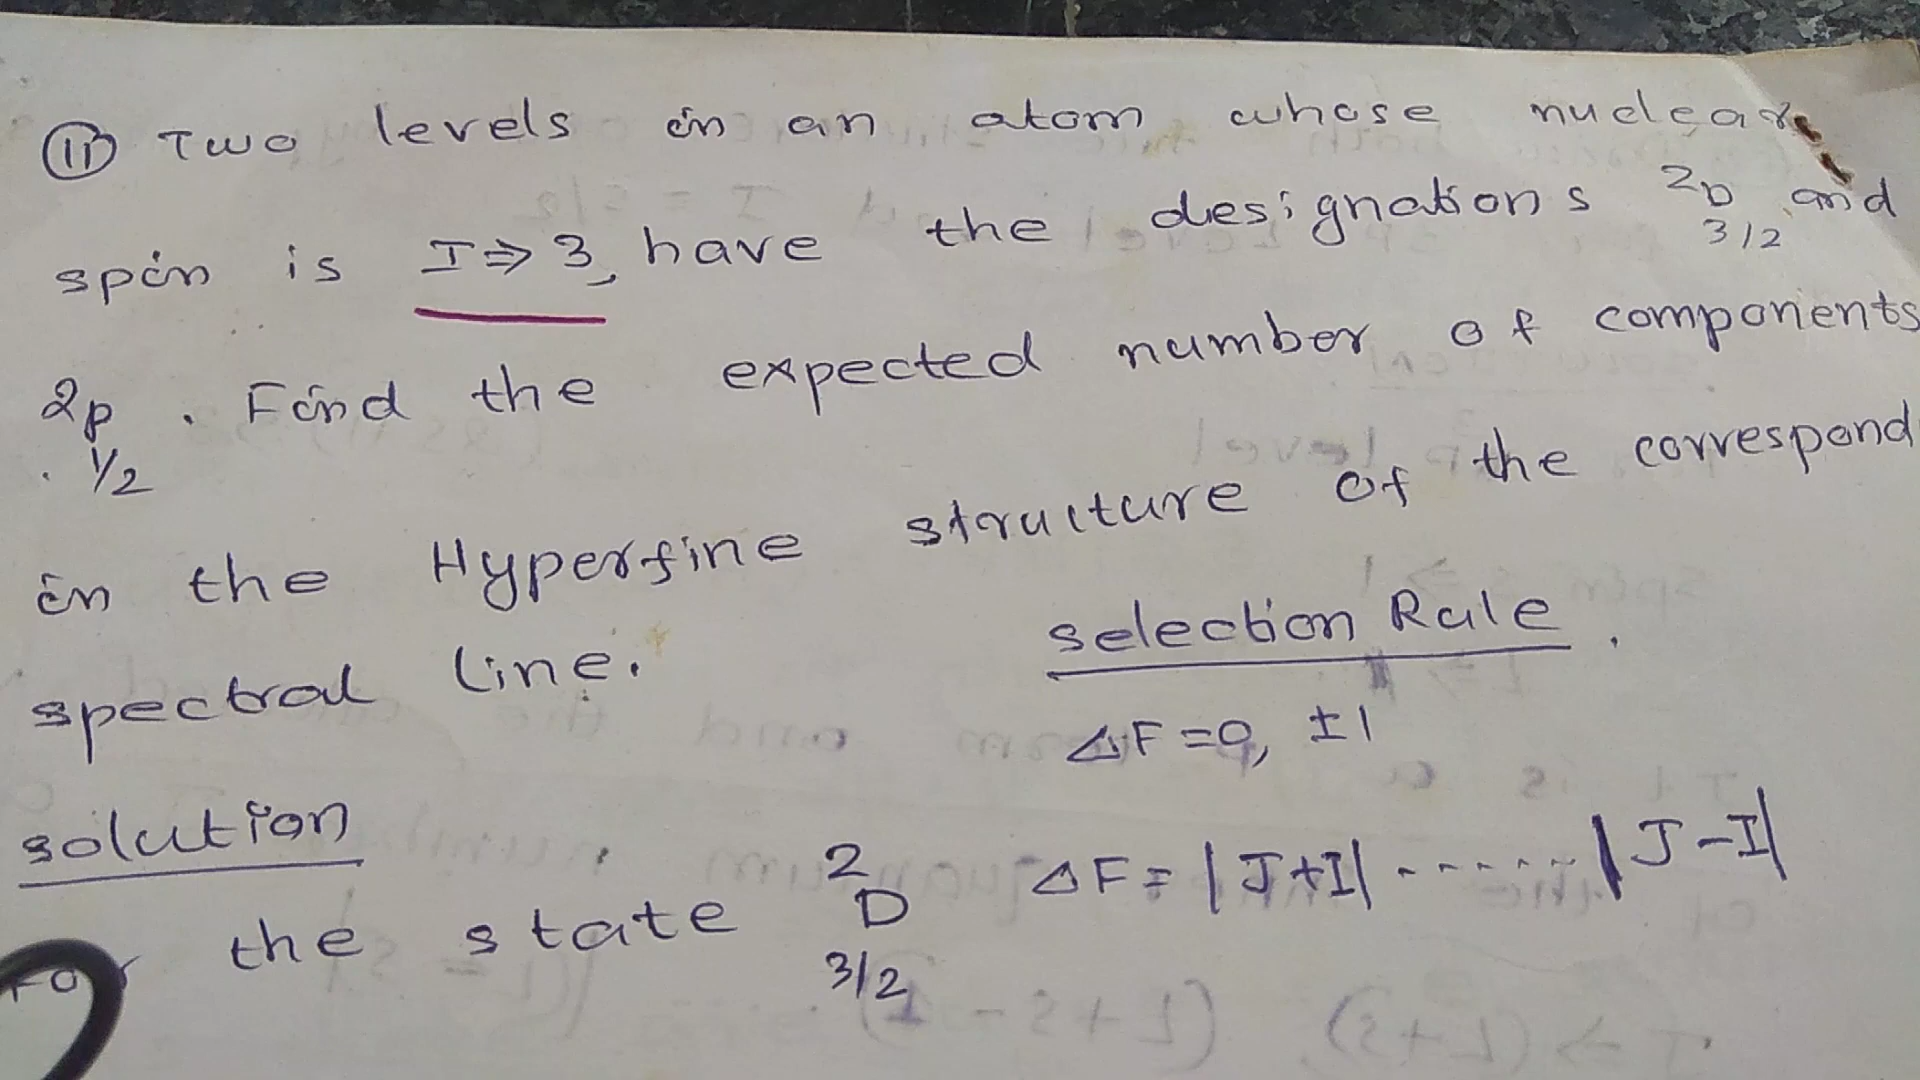 (11) Two levels in an atom whose nuclear
spin is I ⇒ 3, have the designations 2D3/2 and
2P1/2. Find the expected number of components
in the Hyperfine structure of the correspond
spectral line.
selection Rule.
ΔF = 0, ±1
solution
For the state 2D3/2 ΔF = |J+I| ------ |J-I|